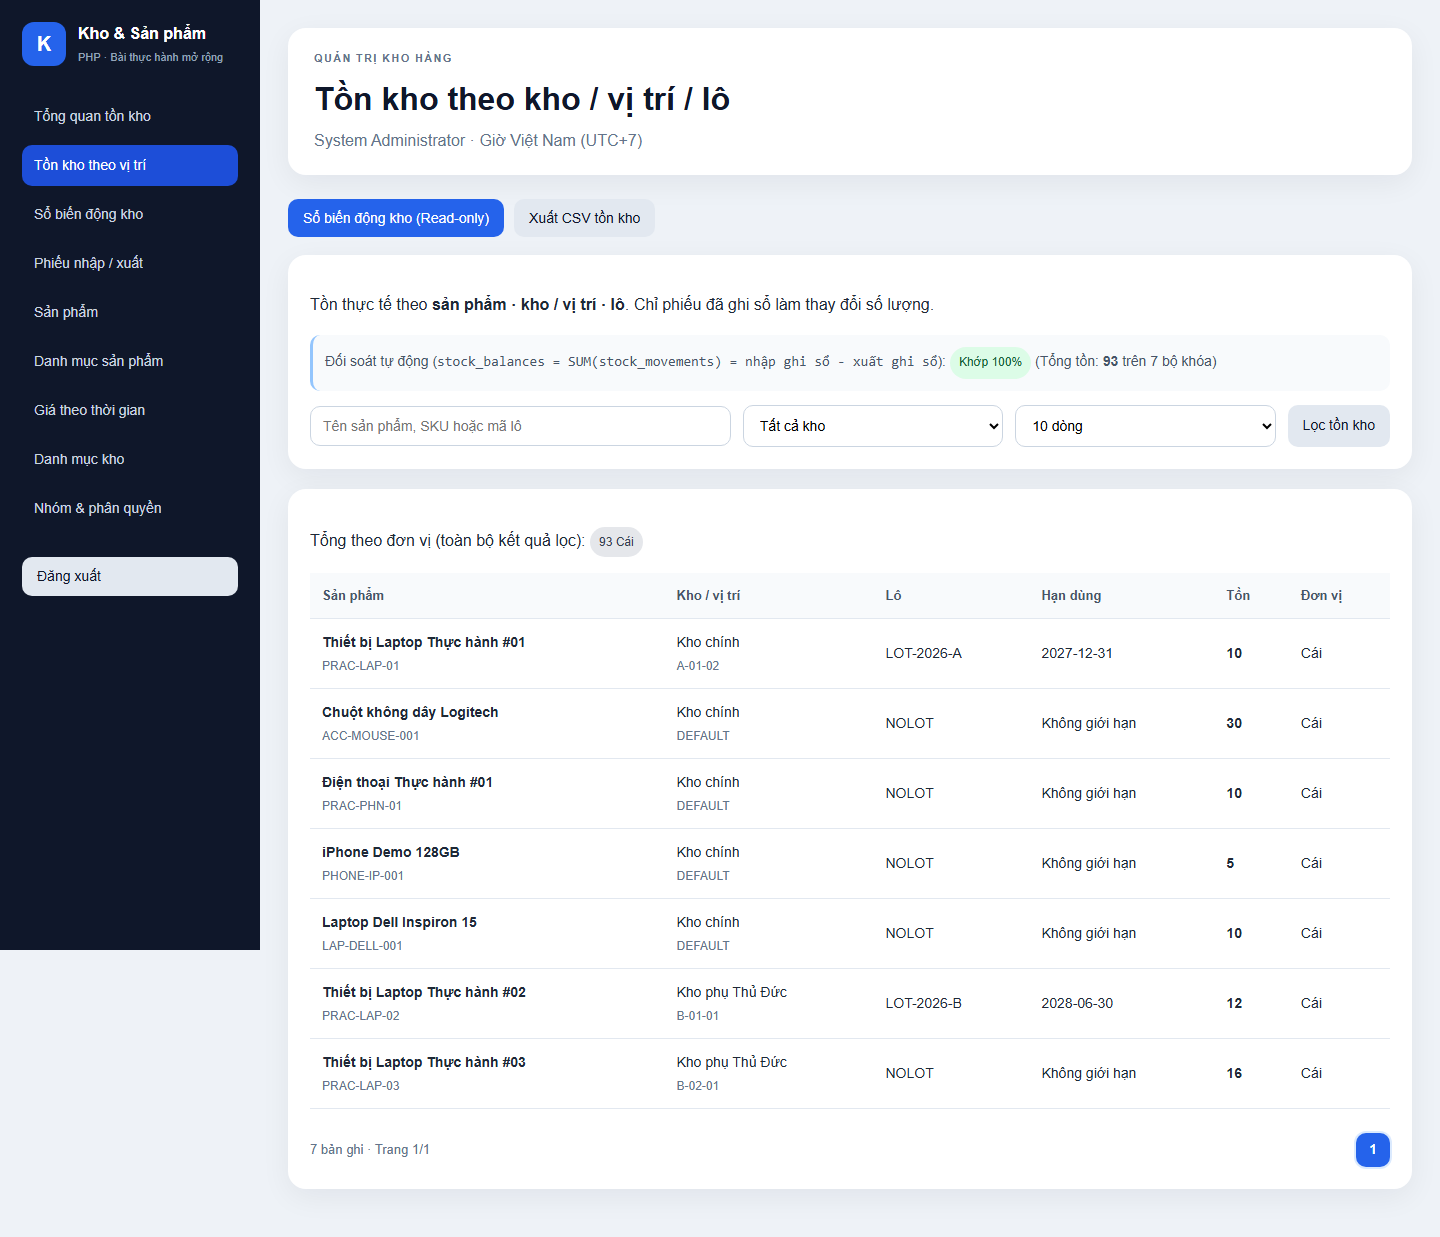 K
Kho & Sản phẩm
PHP · Bài thực hành mở rộng
Tổng quan tồn kho
Tồn kho theo vị trí
Sổ biến động kho
Phiếu nhập / xuất
Sản phẩm
Danh mục sản phẩm
Giá theo thời gian
Danh mục kho
Nhóm & phân quyền
Đăng xuất
QUẢN TRỊ KHO HÀNG
Tồn kho theo kho / vị trí / lô
System Administrator · Giờ Việt Nam (UTC+7)
Sổ biến động kho (Read-only) Xuất CSV tồn kho
Tồn thực tế theo sản phẩm · kho / vị trí · lô. Chỉ phiếu đã ghi sổ làm thay đổi số lượng.
Đối soát tự động (stock_balances = SUM(stock_movements) = nhập ghi sổ - xuất ghi sổ): Khớp 100% (Tổng tồn: 93 trên 7 bộ khóa)
Tên sản phẩm, SKU hoặc mã lô Tất cả kho 10 dòng Lọc tồn kho
Tổng theo đơn vị (toàn bộ kết quả lọc): 93 Cái
Sản phẩm Kho / vị trí Lô Hạn dùng Tồn Đơn vị
Thiết bị Laptop Thực hành #01 Kho chính LOT-2026-A 2027-12-31 10 Cái
PRAC-LAP-01 A-01-02
Chuột không dây Logitech Kho chính NOLOT Không giới hạn 30 Cái
ACC-MOUSE-001 DEFAULT
Điện thoại Thực hành #01 Kho chính NOLOT Không giới hạn 10 Cái
PRAC-PHN-01 DEFAULT
iPhone Demo 128GB Kho chính NOLOT Không giới hạn 5 Cái
PHONE-IP-001 DEFAULT
Laptop Dell Inspiron 15 Kho chính NOLOT Không giới hạn 10 Cái
LAP-DELL-001 DEFAULT
Thiết bị Laptop Thực hành #02 Kho phụ Thủ Đức LOT-2026-B 2028-06-30 12 Cái
PRAC-LAP-02 B-01-01
Thiết bị Laptop Thực hành #03 Kho phụ Thủ Đức NOLOT Không giới hạn 16 Cái
PRAC-LAP-03 B-02-01
7 bản ghi · Trang 1/1 1